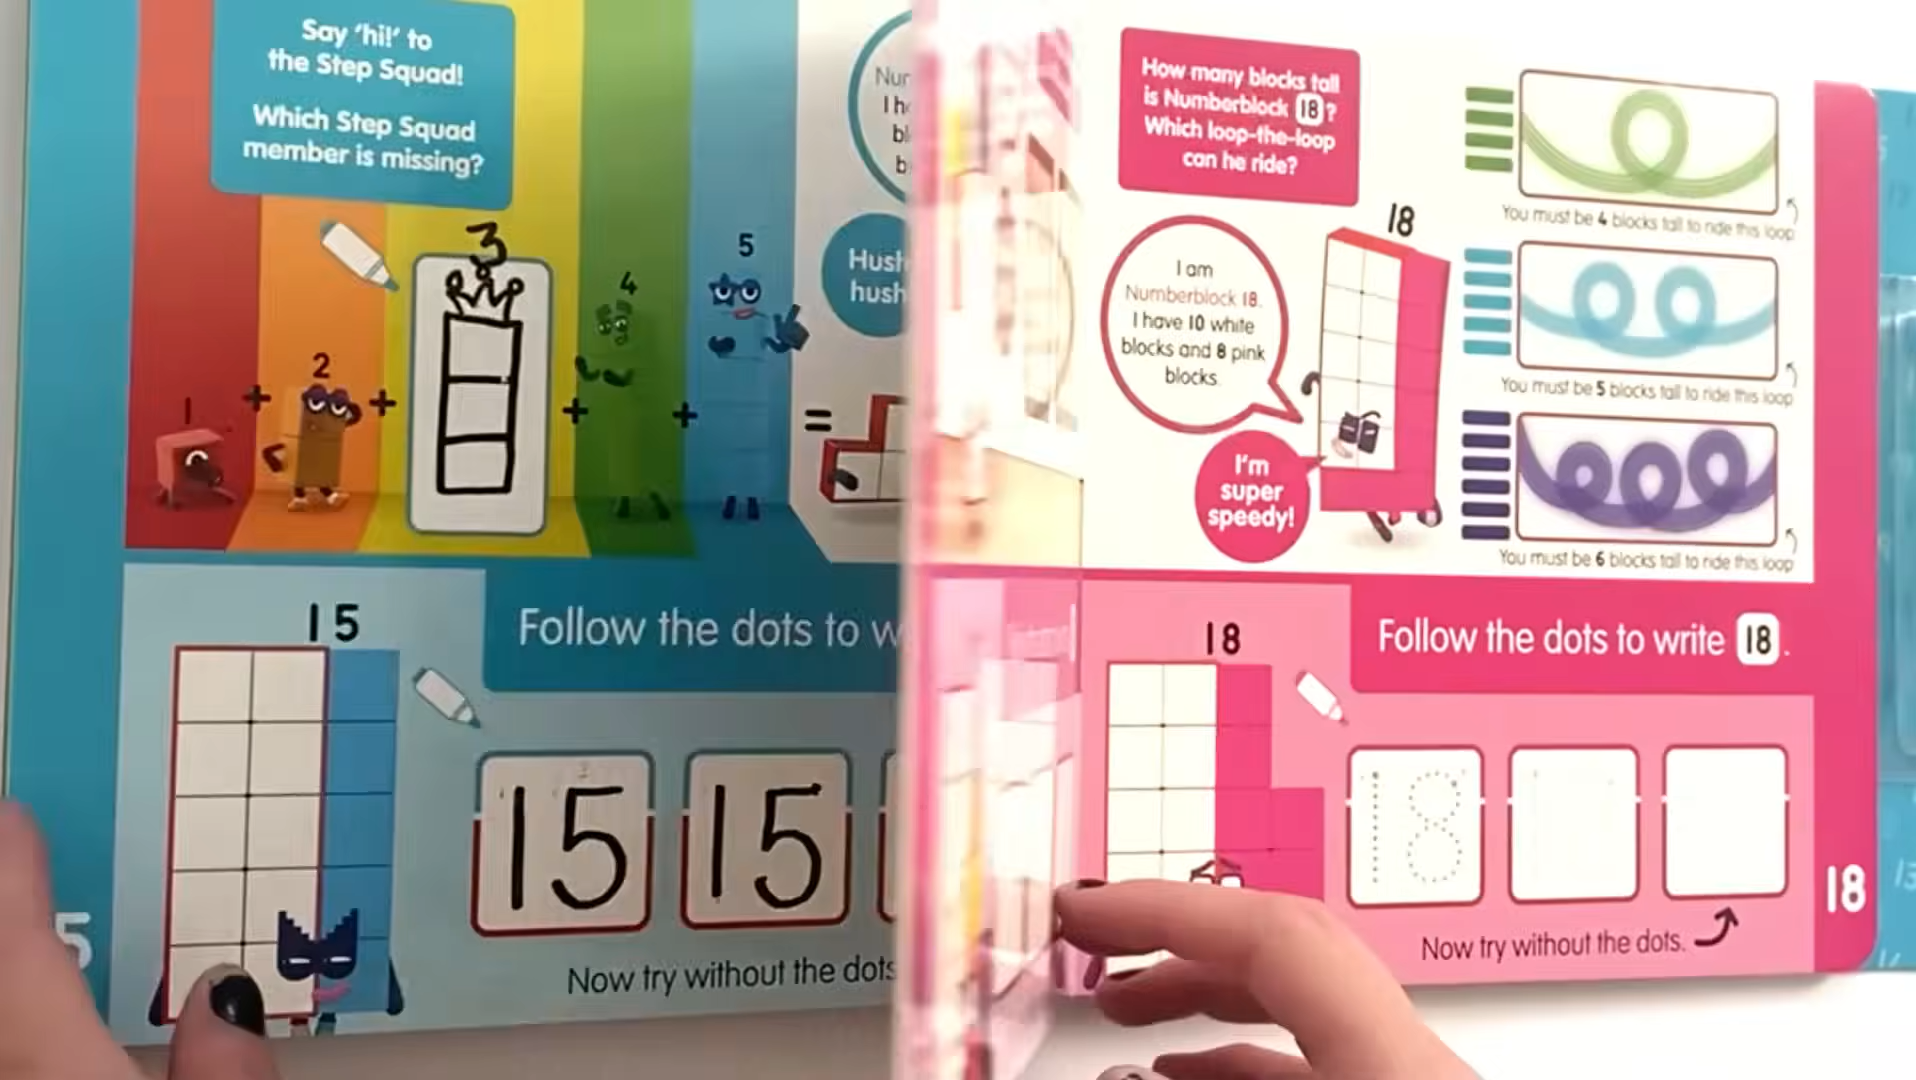 Say 'hi!' to
the Step Squad!
Which Step Squad
member is missing?
1 + 2 + 3 + 4 + 5 =
Hush
hush
15
Follow the dots to
15 15
Now try without the dots
How many blocks tall
is Numberblock 18?
Which loop-the-loop
can he ride?
18
I am
Numberblock 18.
I have 10 white
blocks and 8 pink
blocks.
I'm
super
speedy!
You must be 4 blocks tall to ride this loop
You must be 5 blocks tall to ride this loop
You must be 6 blocks tall to ride this loop
18
Follow the dots to write 18.
18
Now try without the dots.
18